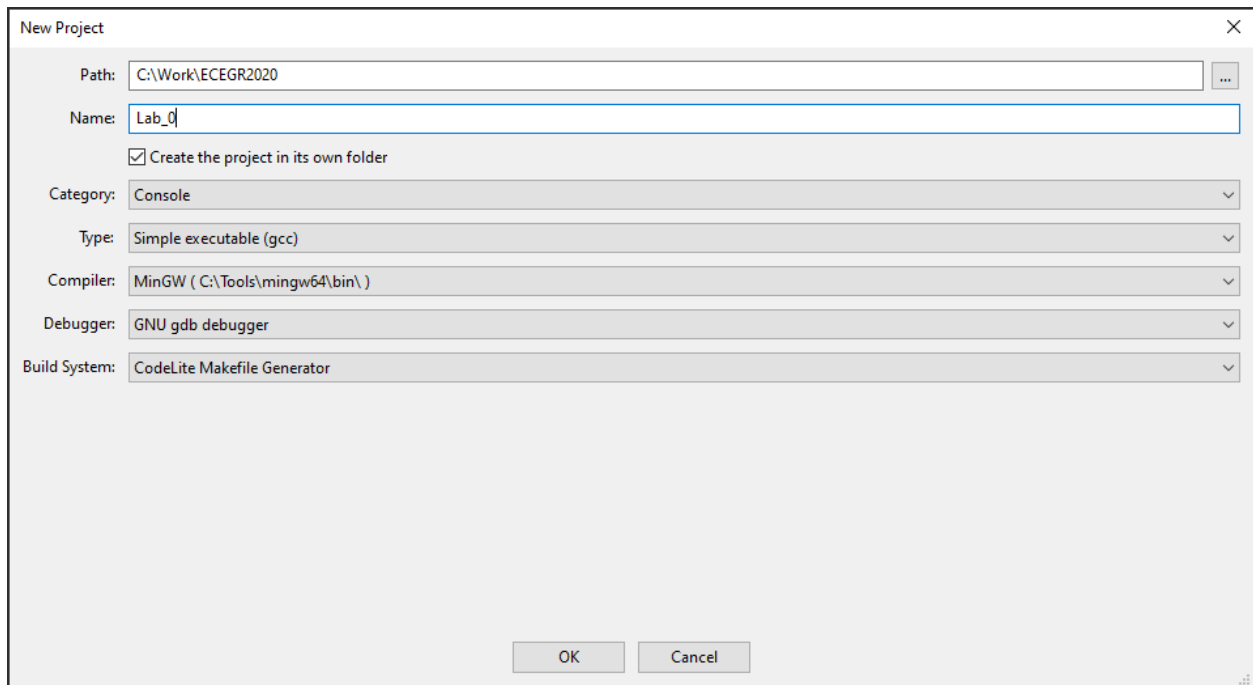 New Project
Path: C:\Work\ECEGR2020 ...
Name: Lab_0
Create the project in its own folder
Category: Console
Type: Simple executable (gcc)
Compiler: MinGW ( C:\Tools\mingw64\bin\ )
Debugger: GNU gdb debugger
Build System: CodeLite Makefile Generator
OK Cancel